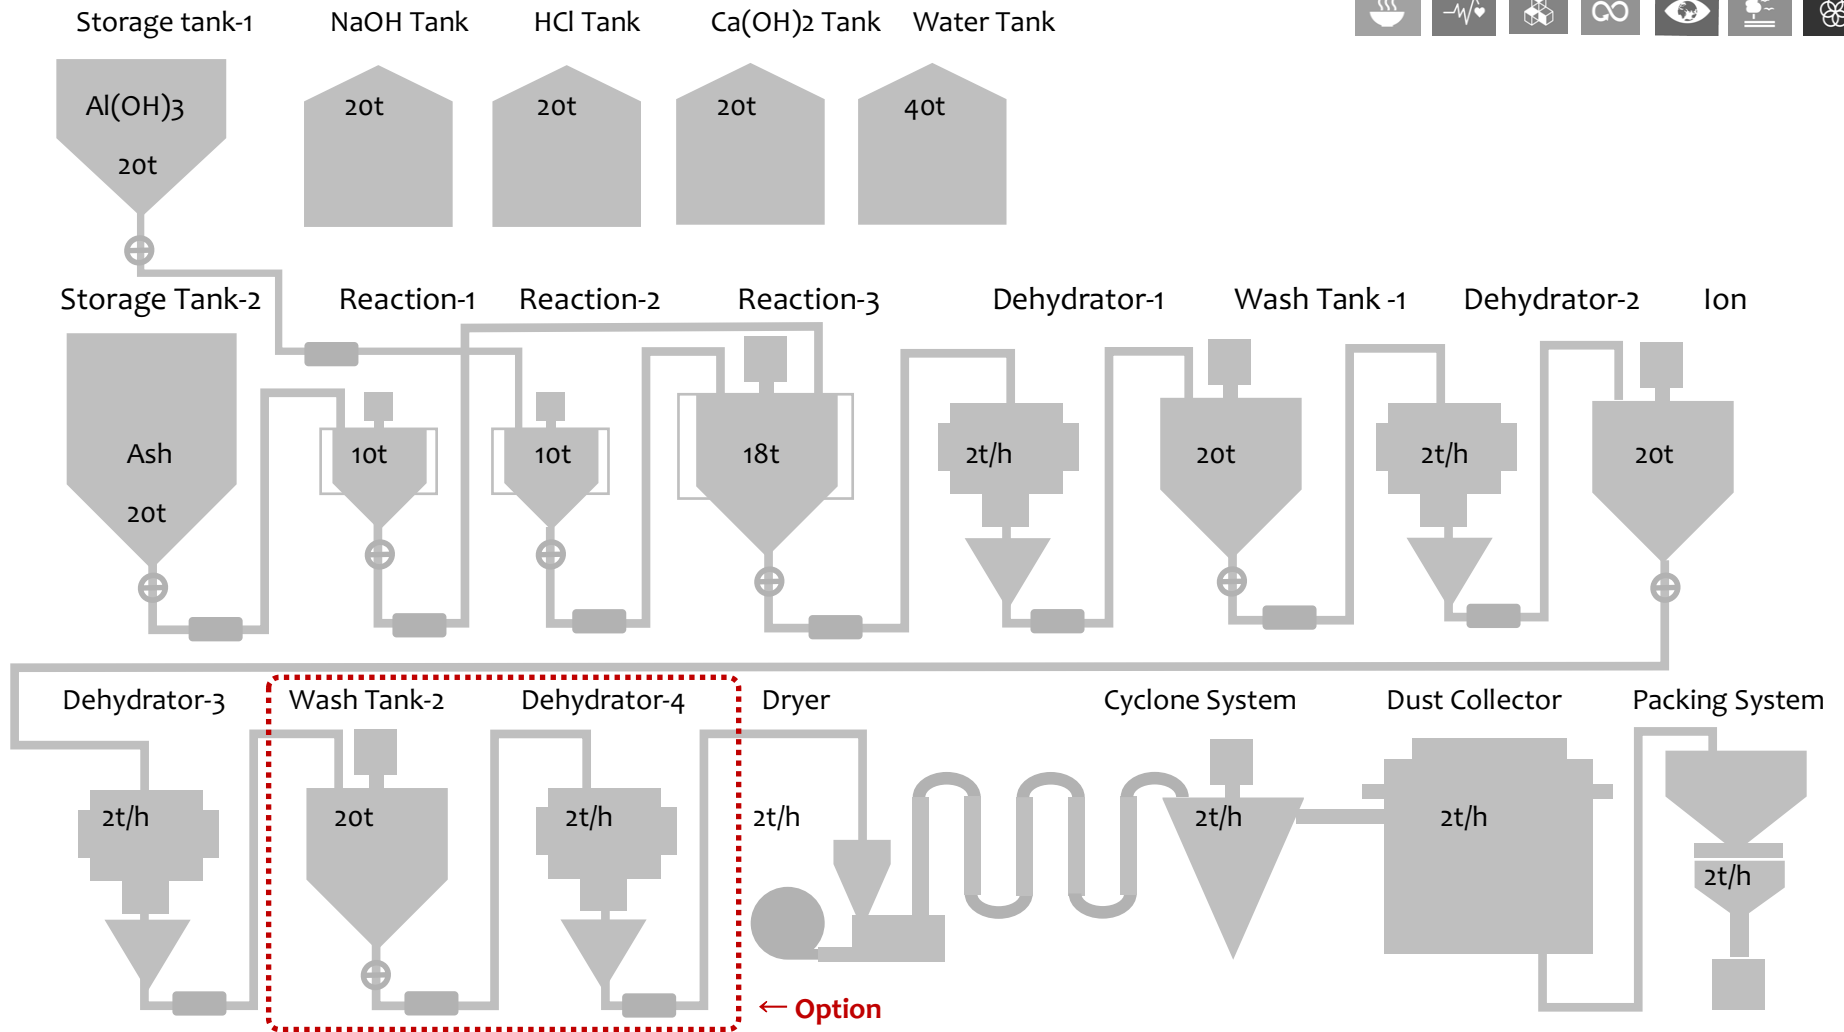 Storage tank-1
NaOH Tank
HCl Tank
Ca(OH)2 Tank
Water Tank
Al(OH)3
20t
20t
20t
20t
40t
Storage Tank-2
Reaction-1
Reaction-2
Reaction-3
Dehydrator-1
Wash Tank -1
Dehydrator-2
Ion
Ash
20t
10t
10t
18t
2t/h
20t
2t/h
20t
Dehydrator-3
Wash Tank-2
Dehydrator-4
Dryer
Cyclone System
Dust Collector
Packing System
2t/h
20t
2t/h
2t/h
2t/h
2t/h
2t/h
← Option